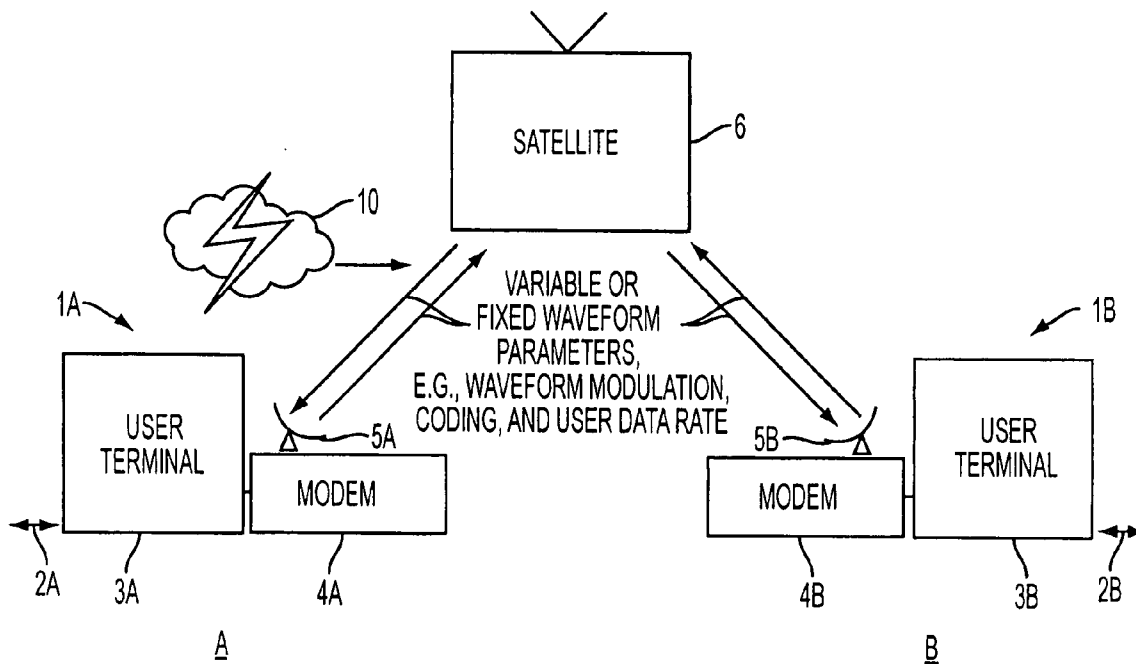 SATELLITE
6
10
VARIABLE OR
FIXED WAVEFORM
PARAMETERS,
E.G., WAVEFORM MODULATION,
CODING, AND USER DATA RATE
1A
1B
USER
TERMINAL
5A
MODEM
5B
MODEM
USER
TERMINAL
2A
3A
4A
4B
3B
2B
A
B